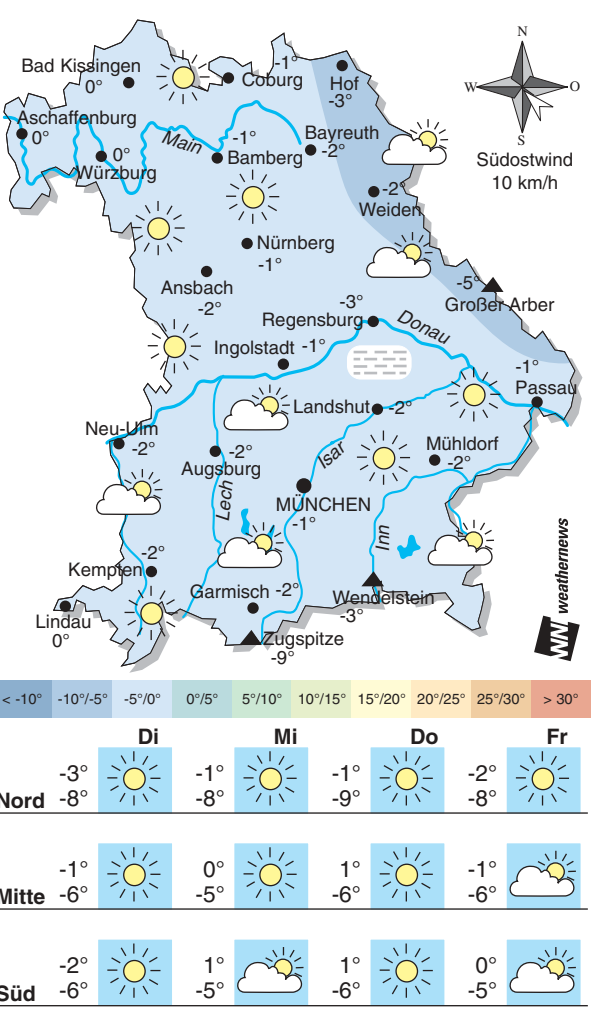 N
W
O
S
Südostwind
10 km/h
Bad Kissingen
0°
-1°
Coburg
Hof
-3°
Aschaffenburg
0°
Main
-1°
Bamberg
Bayreuth
-2°
0°
Würzburg
-2°
Weiden
Nürnberg
-1°
Ansbach
-2°
-5°
Großer Arber
-3°
Regensburg
Donau
Ingolstadt -1°
-1°
Passau
Landshut
-2°
Neu-Ulm
-2°
-2°
Augsburg
Isar
Mühldorf
-2°
Lech
MÜNCHEN
-1°
Inn
-2°
Kempten
Garmisch -2°
Wendelstein
-3°
Lindau
0°
Zugspitze
-9°
WNI weathernews
< -10° -10°/-5° -5°/0° 0°/5° 5°/10° 10°/15° 15°/20° 20°/25° 25°/30° > 30°
Di Mi Do Fr
-3° -1° -1° -2°
Nord -8° -8° -9° -8°
-1° 0° 1° -1°
Mitte -6° -5° -6° -6°
-2° 1° 1° 0°
Süd -6° -5° -6° -5°